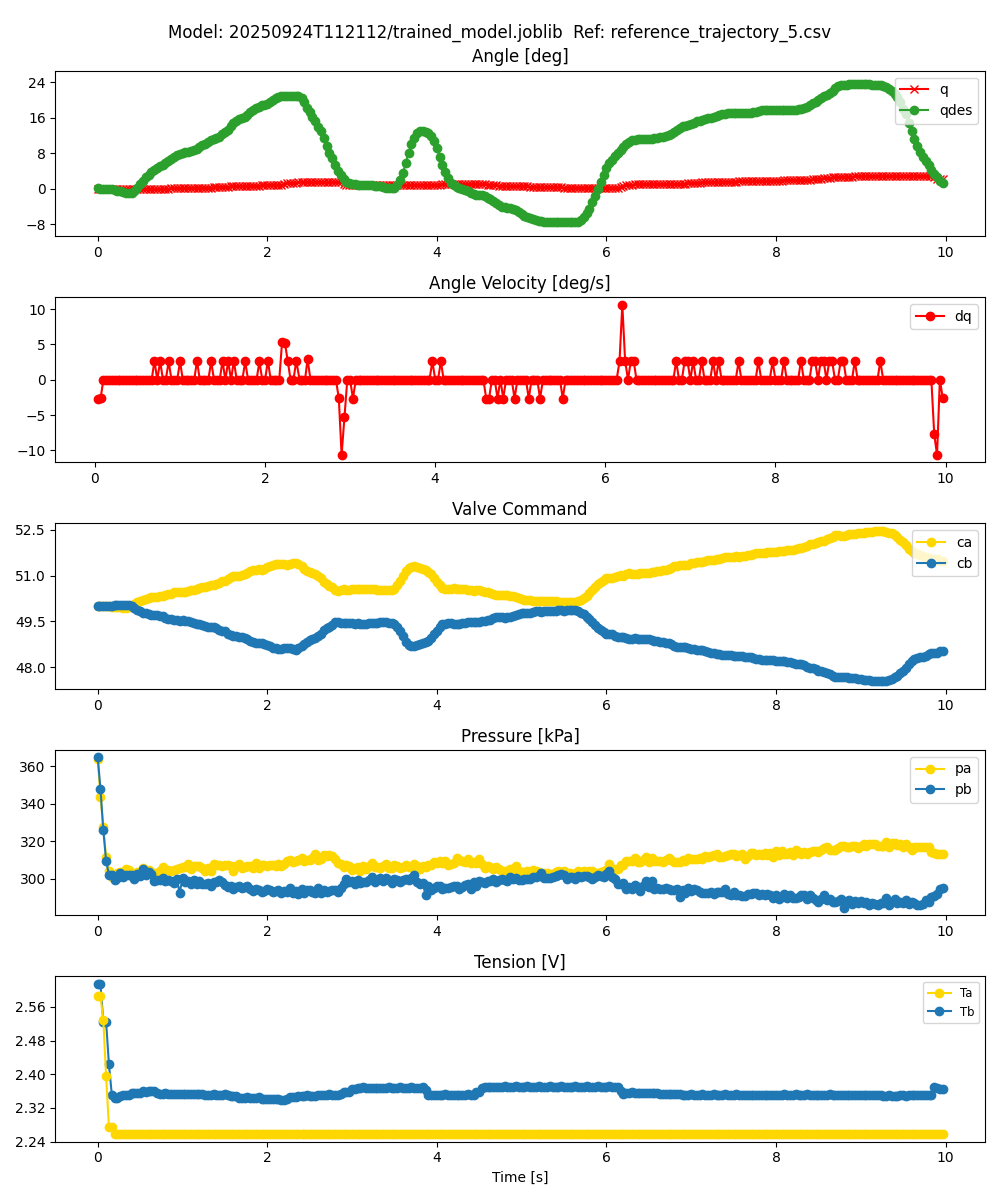 Model: 20250924T112112/trained_model.joblib  Ref: reference_trajectory_5.csv
Angle [deg]
24
16
8
0
−8
q
qdes
0 2 4 6 8 10
Angle Velocity [deg/s]
10
5
0
−5
−10
dq
0 2 4 6 8 10
Valve Command
52.5
51.0
49.5
48.0
ca
cb
0 2 4 6 8 10
Pressure [kPa]
360
340
320
300
pa
pb
0 2 4 6 8 10
Tension [V]
2.56
2.48
2.40
2.32
2.24
Ta
Tb
0 2 4 6 8 10
Time [s]